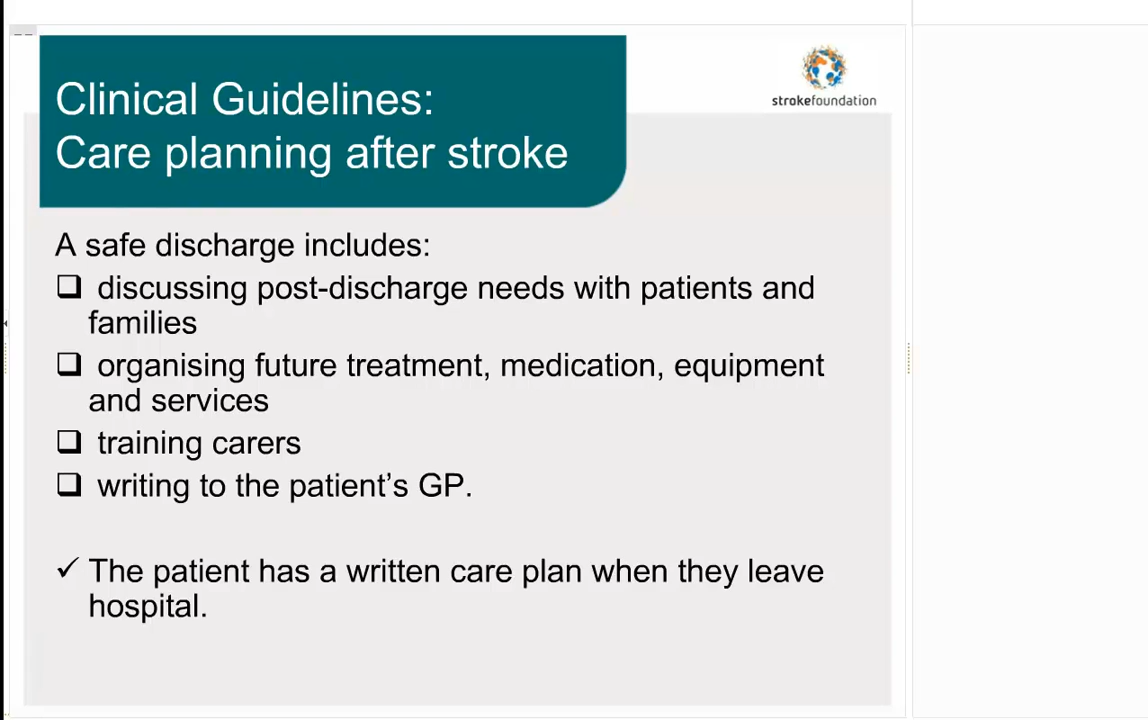 Clinical Guidelines:
Care planning after stroke
strokefoundation
A safe discharge includes:
❑ discussing post-discharge needs with patients and
families
❑ organising future treatment, medication, equipment
and services
❑ training carers
❑ writing to the patient’s GP.
✓ The patient has a written care plan when they leave
hospital.